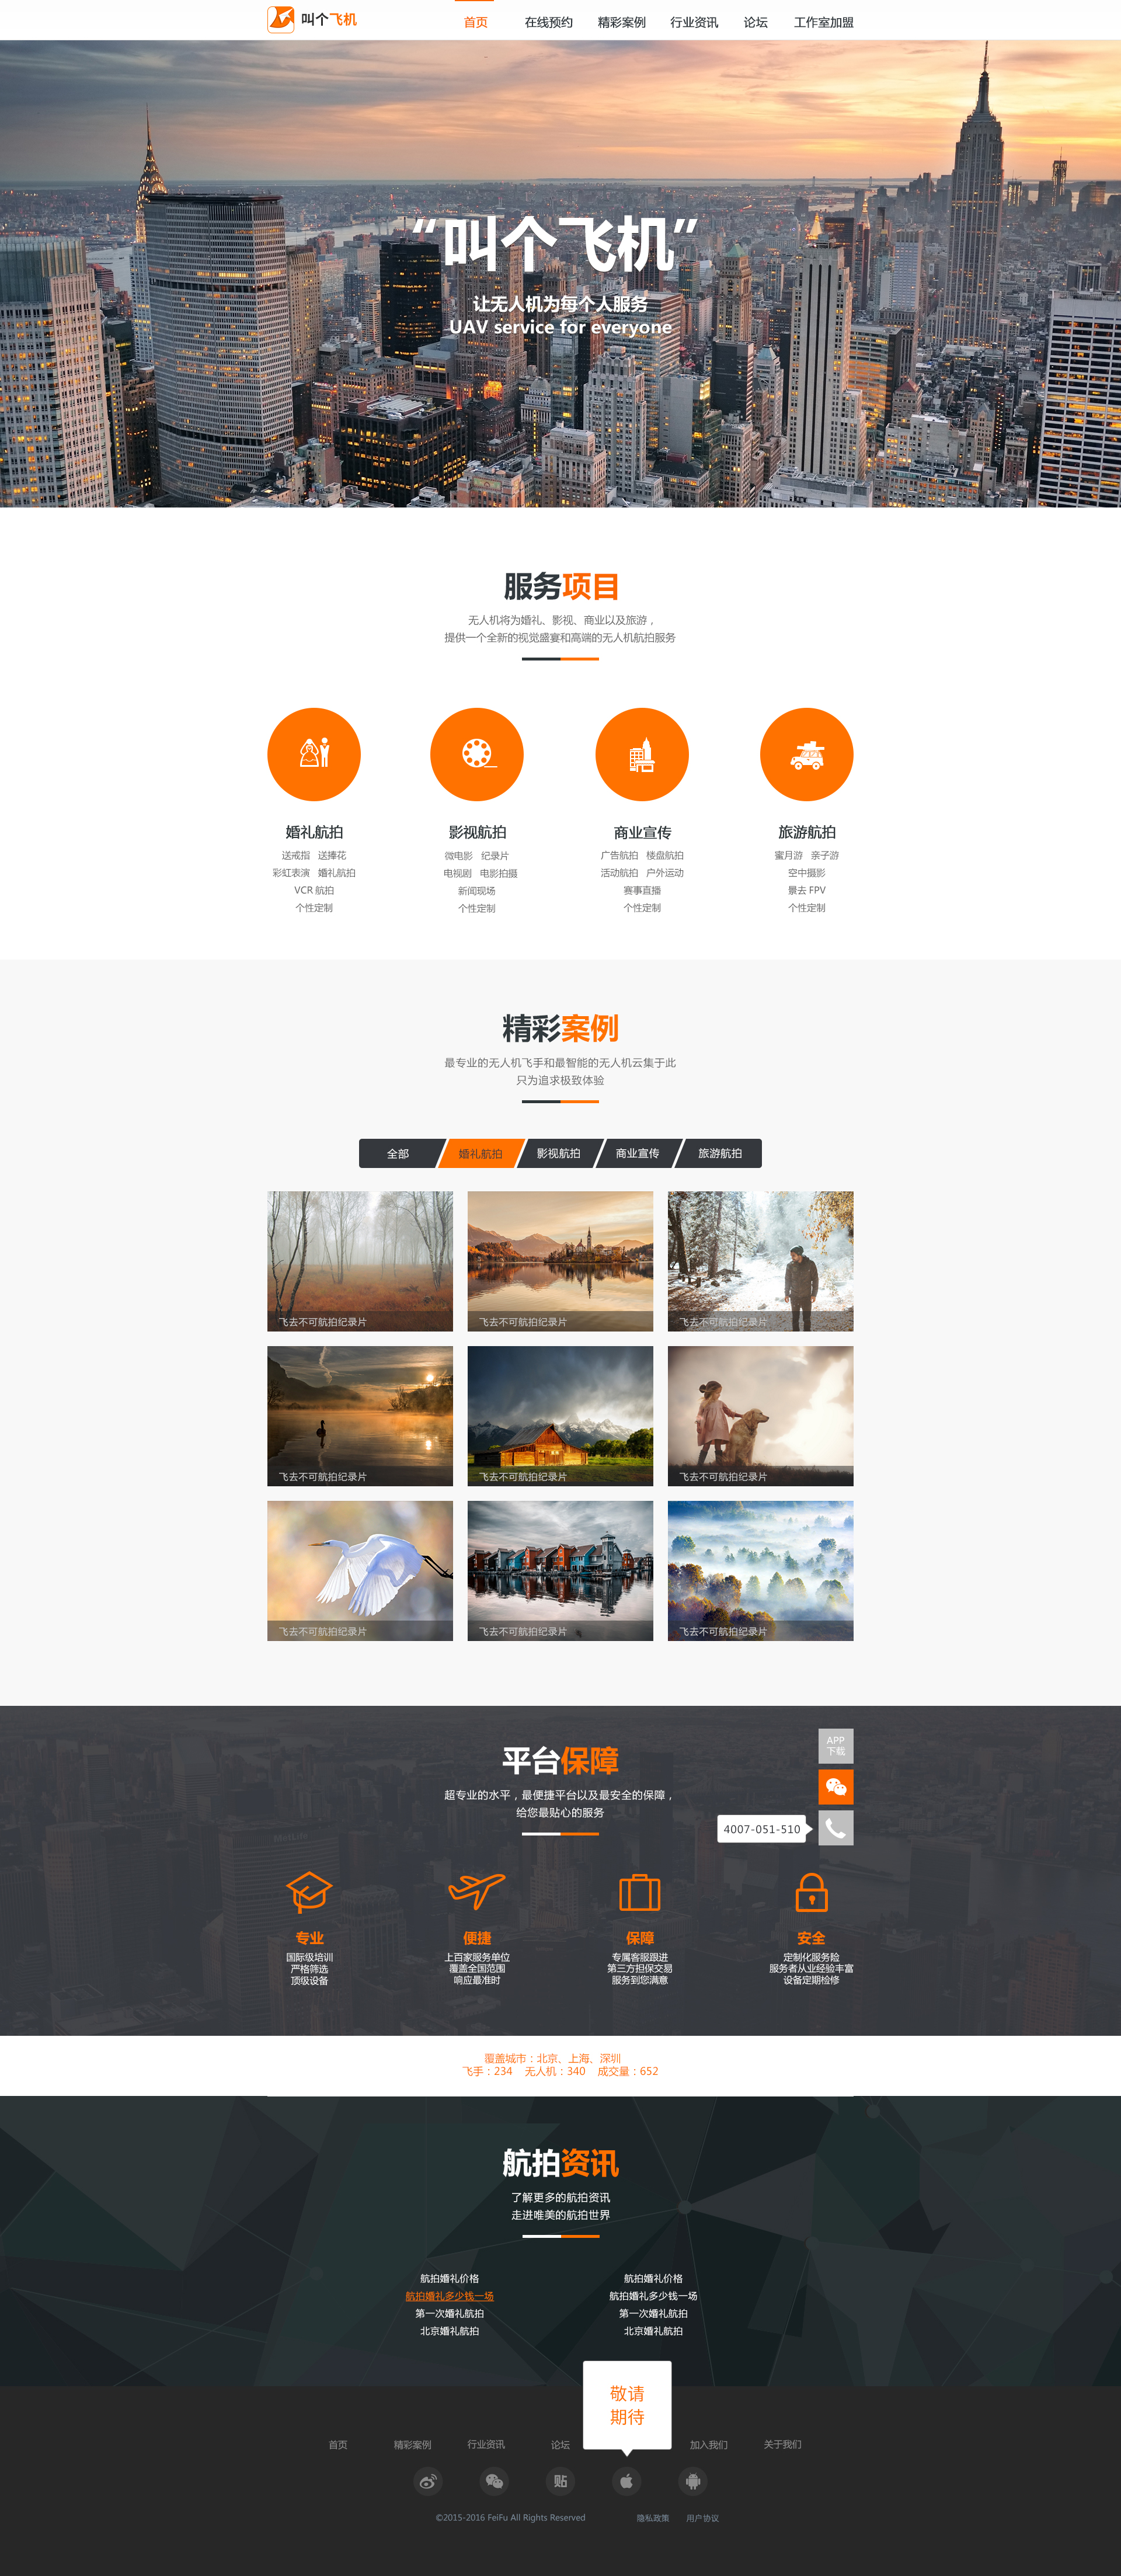 叫个飞机
首页 在线预约 精彩案例 行业资讯 论坛 工作室加盟
“叫个飞机”
让无人机为每个人服务
UAV service for everyone
服务项目
无人机将为婚礼、影视、商业以及旅游，
提供一个全新的视觉盛宴和高端的无人机航拍服务
婚礼航拍
送戒指 送捧花
彩虹表演 婚礼航拍
VCR 航拍
个性定制
影视航拍
微电影 纪录片
电视剧 电影拍摄
新闻现场
个性定制
商业宣传
广告航拍 楼盘航拍
活动航拍 户外运动
赛事直播
个性定制
旅游航拍
蜜月游 亲子游
空中摄影
景去 FPV
个性定制
精彩案例
最专业的无人机飞手和最智能的无人机云集于此
只为追求极致体验
全部 婚礼航拍 影视航拍 商业宣传 旅游航拍
飞去不可航拍纪录片
飞去不可航拍纪录片
飞去不可航拍纪录片
飞去不可航拍纪录片
飞去不可航拍纪录片
飞去不可航拍纪录片
飞去不可航拍纪录片
飞去不可航拍纪录片
飞去不可航拍纪录片
平台保障
超专业的水平，最便捷平台以及最安全的保障，
给您最贴心的服务
APP
下载
4007-051-510
专业
国际级培训
严格筛选
顶级设备
便捷
上百家服务单位
覆盖全国范围
响应最准时
保障
专属客服跟进
第三方担保交易
服务到您满意
安全
定制化服务险
服务者从业经验丰富
设备定期检修
覆盖城市：北京、上海、深圳
飞手：234 无人机：340 成交量：652
航拍资讯
了解更多的航拍资讯
走进唯美的航拍世界
航拍婚礼价格
航拍婚礼多少钱一场
第一次婚礼航拍
北京婚礼航拍
航拍婚礼价格
航拍婚礼多少钱一场
第一次婚礼航拍
北京婚礼航拍
敬请
期待
首页 精彩案例 行业资讯 论坛 加入我们 关于我们
贴
©2015-2016 FeiFu All Rights Reserved 隐私政策 用户协议